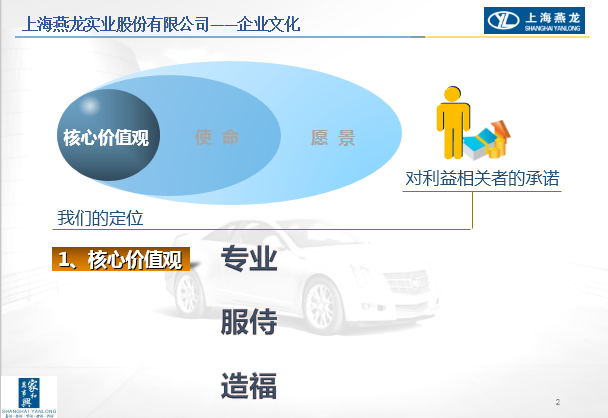 上海燕龙实业股份有限公司——企业文化
上海燕龙
SHANGHAI YANLONG
核心价值观
使 命
愿 景
对利益相关者的承诺
我们的定位
1、核心价值观
专业
服侍
造福
家和
萬事興
SHANGHAI YANLONG
2